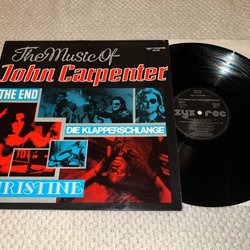 The Music Of
John Carpenter
THE END
DIE KLAPPERSCHLANGE
RISTINE
zyx rec